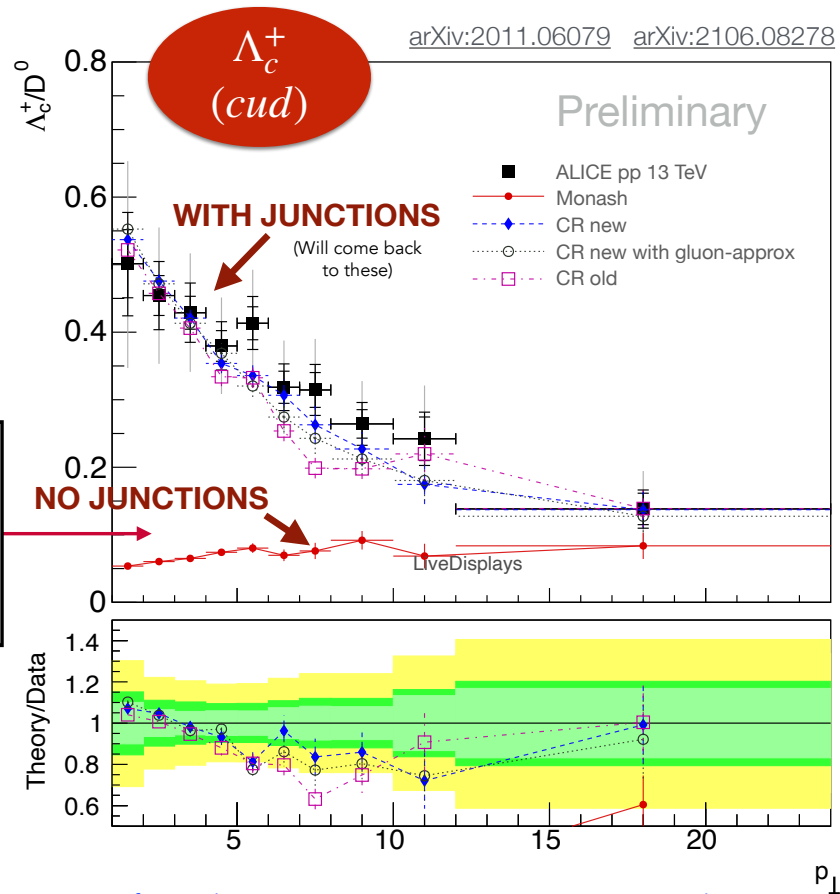 arXiv:2011.06079 arXiv:2106.08278
Λc+
(cud)
Preliminary
Λc+/D0
ALICE pp 13 TeV
Monash
CR new
CR new with gluon-approx
CR old
WITH JUNCTIONS
(Will come back
to these)
NO JUNCTIONS
LiveDisplays
0.8
0.6
0.4
0.2
0
Theory/Data
1.4
1.2
1
0.8
0.6
5 10 15 20
p⊥